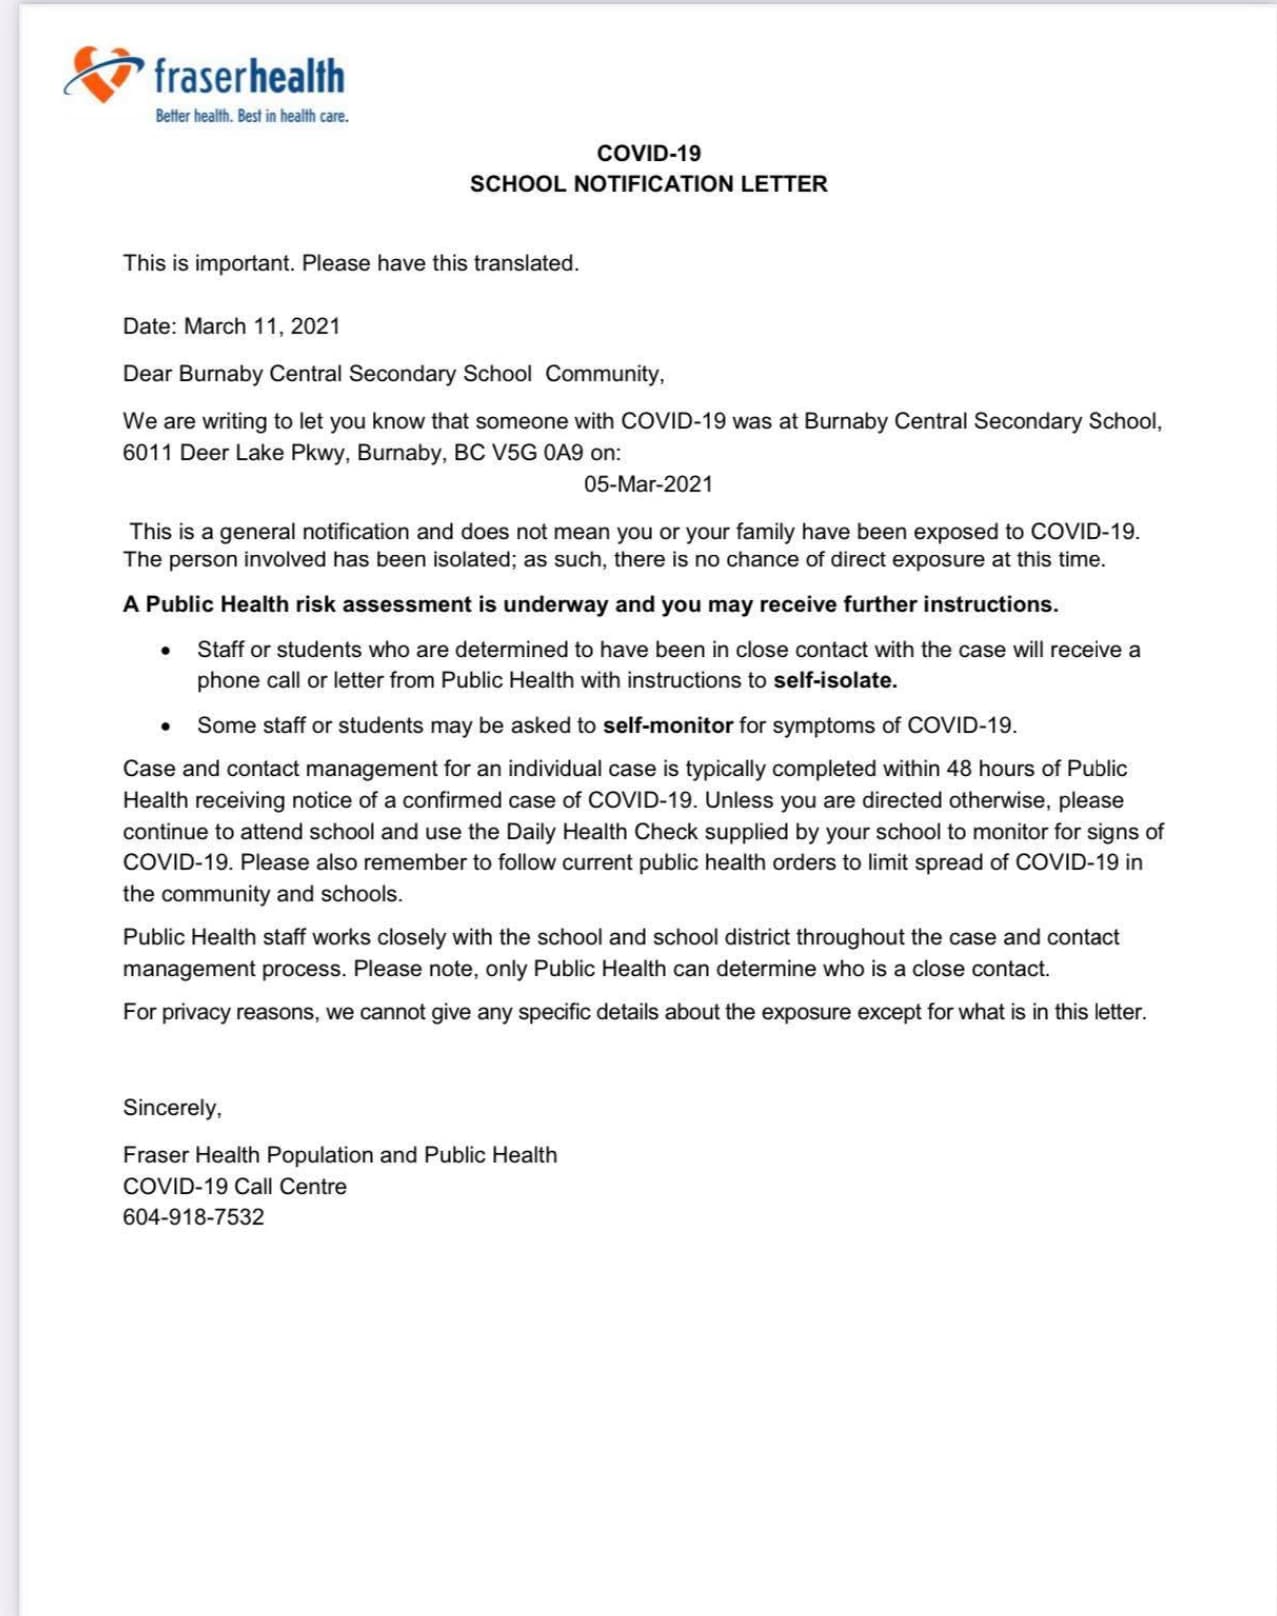 fraserhealth
Better health. Best in health care.
COVID-19
SCHOOL NOTIFICATION LETTER
This is important. Please have this translated.
Date: March 11, 2021
Dear Burnaby Central Secondary School  Community,
We are writing to let you know that someone with COVID-19 was at Burnaby Central Secondary School,
6011 Deer Lake Pkwy, Burnaby, BC V5G 0A9 on:
05-Mar-2021
This is a general notification and does not mean you or your family have been exposed to COVID-19.
The person involved has been isolated; as such, there is no chance of direct exposure at this time.
A Public Health risk assessment is underway and you may receive further instructions.
• Staff or students who are determined to have been in close contact with the case will receive a
phone call or letter from Public Health with instructions to self-isolate.
• Some staff or students may be asked to self-monitor for symptoms of COVID-19.
Case and contact management for an individual case is typically completed within 48 hours of Public
Health receiving notice of a confirmed case of COVID-19. Unless you are directed otherwise, please
continue to attend school and use the Daily Health Check supplied by your school to monitor for signs of
COVID-19. Please also remember to follow current public health orders to limit spread of COVID-19 in
the community and schools.
Public Health staff works closely with the school and school district throughout the case and contact
management process. Please note, only Public Health can determine who is a close contact.
For privacy reasons, we cannot give any specific details about the exposure except for what is in this letter.
Sincerely,
Fraser Health Population and Public Health
COVID-19 Call Centre
604-918-7532